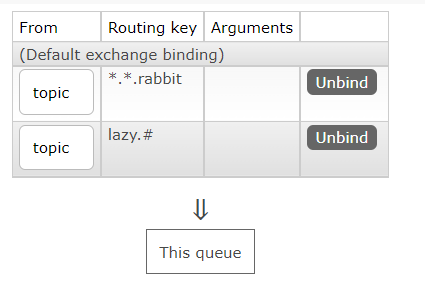 From Routing key Arguments
(Default exchange binding)
topic *.*.rabbit Unbind
topic lazy.# Unbind
⇓
This queue